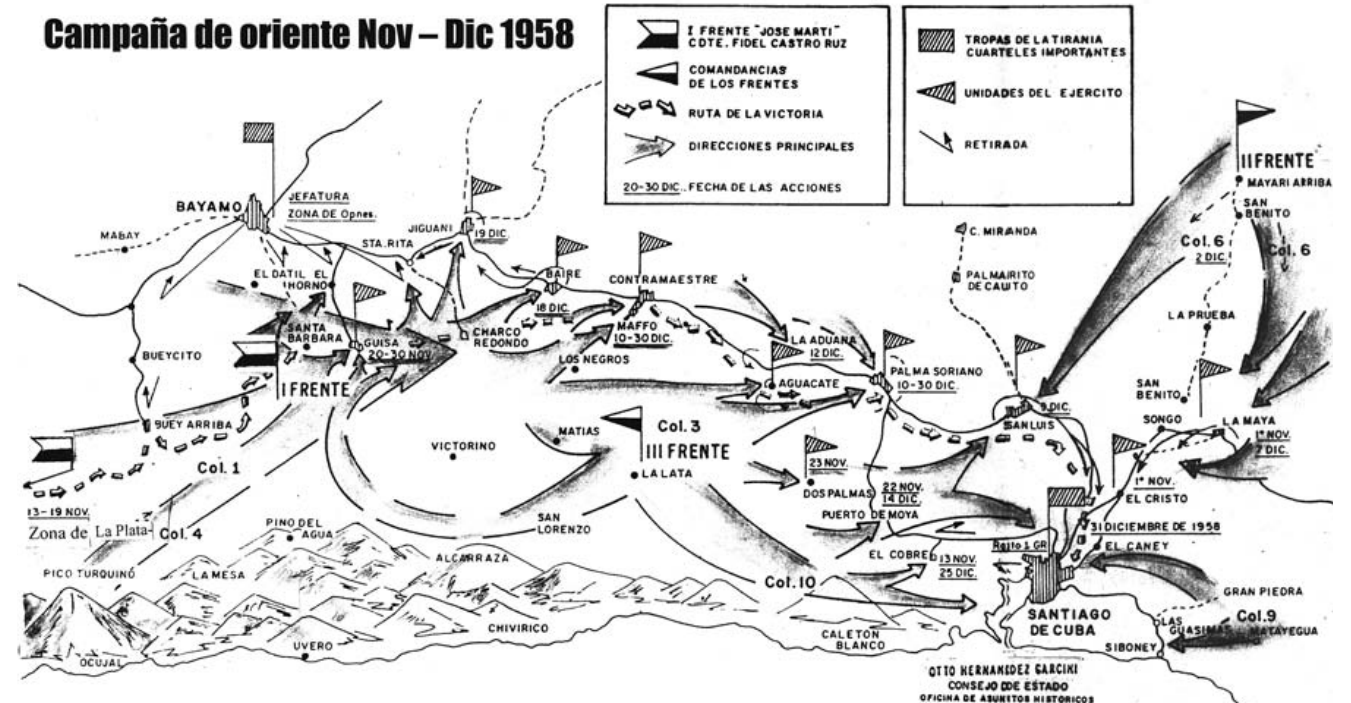 Campaña de oriente Nov – Dic 1958
I FRENTE "JOSE MARTI"
CDTE. FIDEL CASTRO RUZ
COMANDANCIAS
DE LOS FRENTES
RUTA DE LA VICTORIA
DIRECCIONES PRINCIPALES
20-30 DIC. FECHA DE LAS ACCIONES
TROPAS DE LA TIRANIA
CUARTELES IMPORTANTES
UNIDADES DEL EJERCITO
RETIRADA
II FRENTE
MAYARI ARRIBA
SAN
BENITO
Col. 6
2 DIC.
Col. 6
BAYAMO
JEFATURA
ZONA DE Opnes.
MABAY
JIGUANI
19 DIC.
STA. RITA
C. MIRANDA
PALMARITO
DE CAUTO
EL DATIL
EL
HORNO
BAIRE
18 DIC.
CONTRAMAESTRE
MAFFO
10-30 DIC.
LA PRUEBA
SANTA
BARBARA
GUISA
20-30 NOV.
CHARCO
REDONDO
LOS NEGROS
LA ADUANA
12 DIC.
BUEYCITO
I FRENTE
AGUACATE
PALMA SORIANO
10-30 DIC.
SAN
BENITO
SAN LUIS
9 DIC.
SONGO
LA MAYA
1º NOV.
7 DIC.
BUEY ARRIBA
Col. 1
VICTORINO
MATIAS
Col. 3
III FRENTE
LA LATA
23 NOV.
DOS PALMAS
22 NOV.
14 DIC.
PUERTO DE MOYA
1º NOV.
EL CRISTO
13-19 NOV.
Zona de La Plata
Col. 4
PINO DEL
AGUA
SAN
LORENZO
31 DICIEMBRE DE 1958
EL CANEY
EL COBRE
13 NOV.
25 DIC.
Rgito 1 GR
PICO TURQUINO
LA MESA
ALCARRAZA
Col. 10
GRAN PIEDRA
SANTIAGO
DE CUBA
LAS
GUASIMAS
Col. 9
MATAYEGUA
OCUJAL
UVERO
CHIVIRICO
CALETON
BLANCO
SIBONEY
OTTO HERNANDEZ GARCINI
CONSEJO DDE ESTADO
OFICINA DE ASUNTOS HISTORICOS